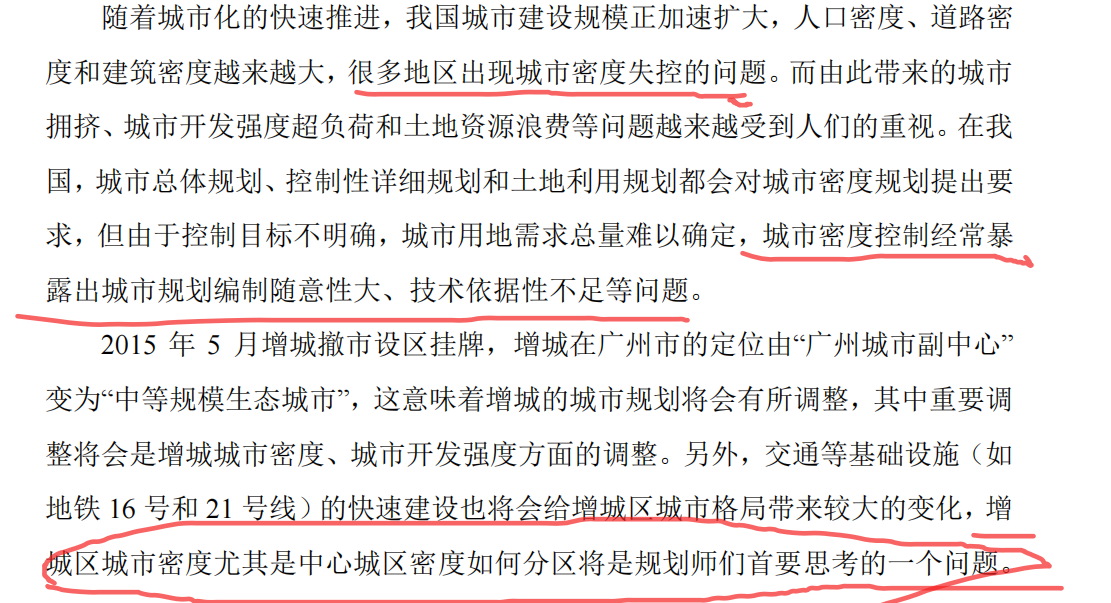 随着城市化的快速推进，我国城市建设规模正加速扩大，人口密度、道路密
度和建筑密度越来越大，很多地区出现城市密度失控的问题。而由此带来的城市
拥挤、城市开发强度超负荷和土地资源浪费等问题越来越受到人们的重视。在我
国，城市总体规划、控制性详细规划和土地利用规划都会对城市密度规划提出要
求，但由于控制目标不明确，城市用地需求总量难以确定，城市密度控制经常暴
露出城市规划编制随意性大、技术依据性不足等问题。
2015 年 5 月增城撤市设区挂牌，增城在广州市的定位由“广州城市副中心”
变为“中等规模生态城市”，这意味着增城的城市规划将会有所调整，其中重要调
整将会是增城城市密度、城市开发强度方面的调整。另外，交通等基础设施（如
地铁 16 号和 21 号线）的快速建设也将会给增城区城市格局带来较大的变化，增
城区城市密度尤其是中心城区密度如何分区将是规划师们首要思考的一个问题。